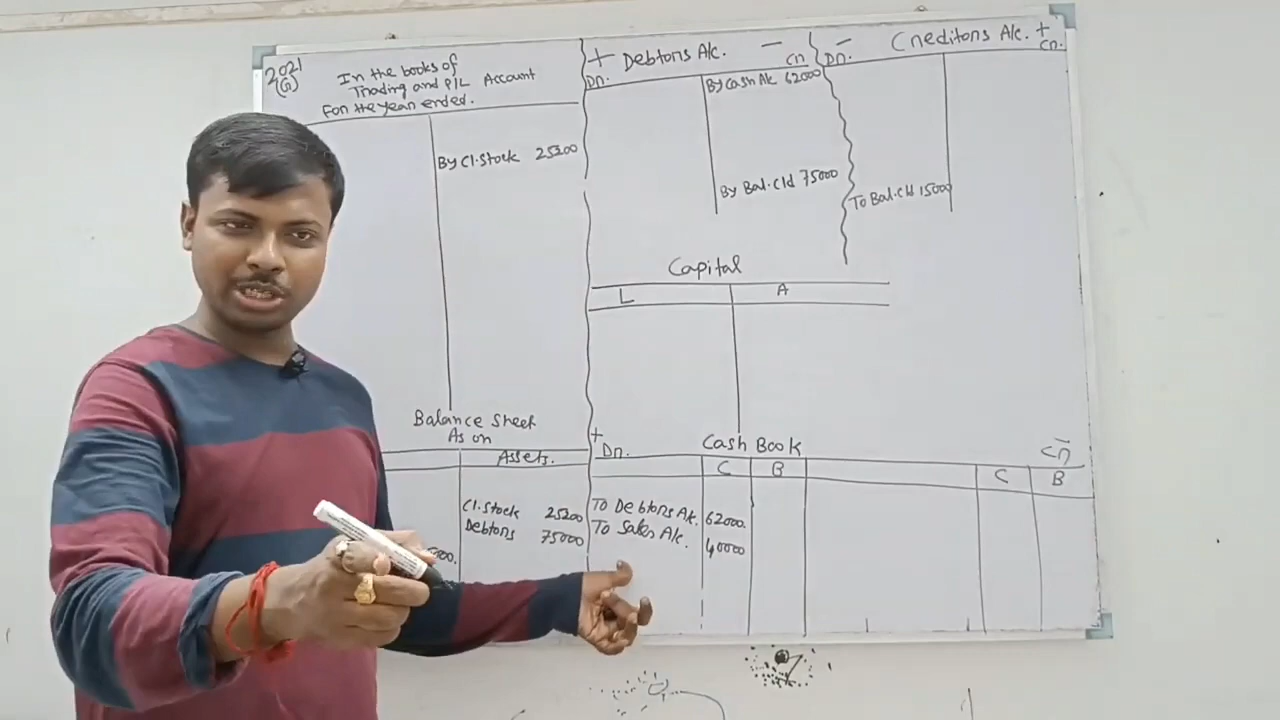 2021
(G)
In the books of
Trading and P/L Account
For the year ended.
By Cl. Stock 25200
+ Debtors A/c. −
Dr. Cr
By Cash A/c 62000
By Bal. C/d 75000
− Creditors A/c. +
Dr. Cr.
To Bal. C/d 15000
Capital
L A
Balance Sheet
As on
Assets.
Cl. Stock 25200
Debtors 75000
+ Cash Book −
Dr. Cr
C B C B
To Debtors A/c. 62000
To Sales A/c. 40000